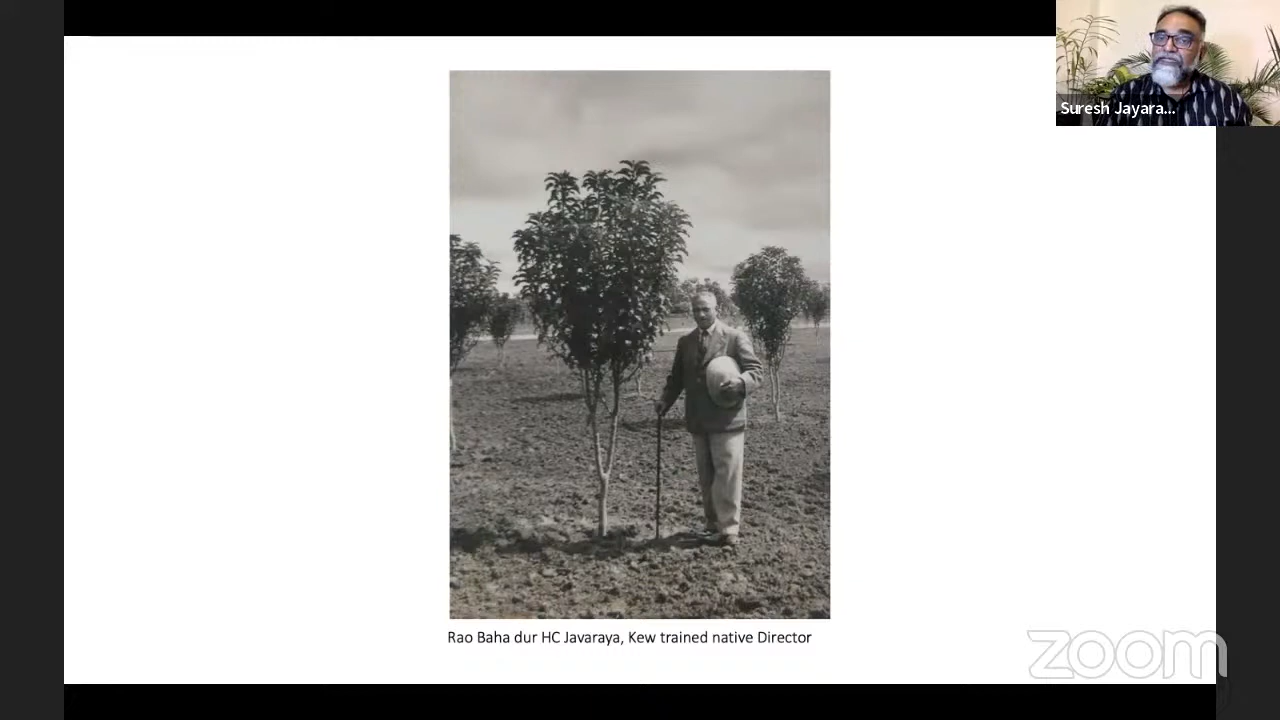 Suresh Jayara...
Rao Baha dur HC Javaraya, Kew trained native Director
zoom